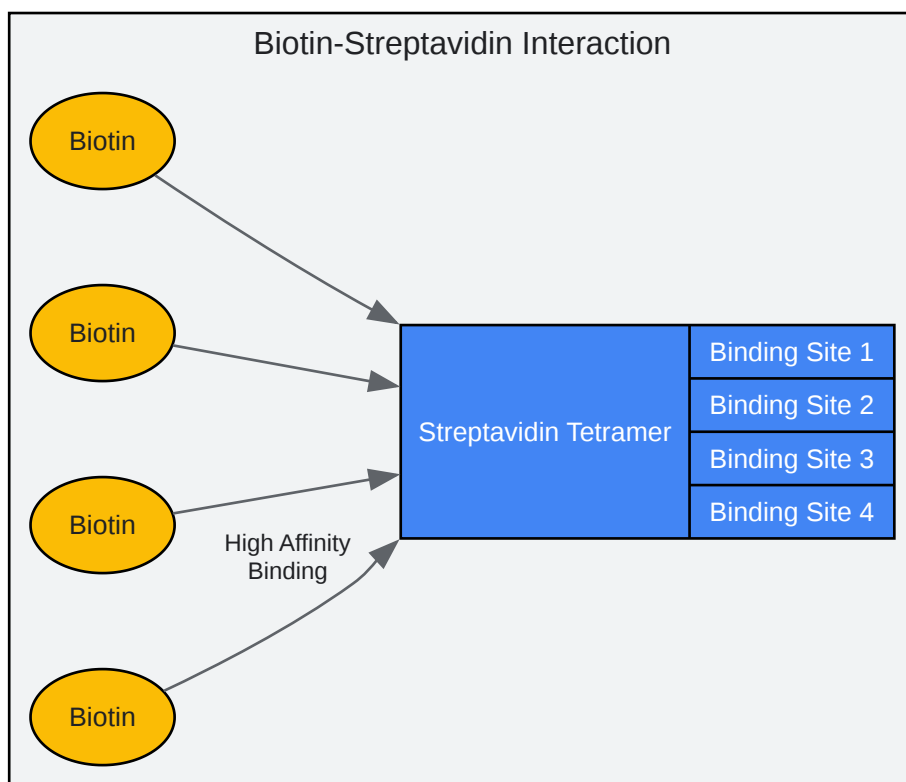 Biotin-Streptavidin Interaction
Biotin
Biotin
Biotin
Biotin
High Affinity
Binding
Streptavidin Tetramer
Binding Site 1
Binding Site 2
Binding Site 3
Binding Site 4